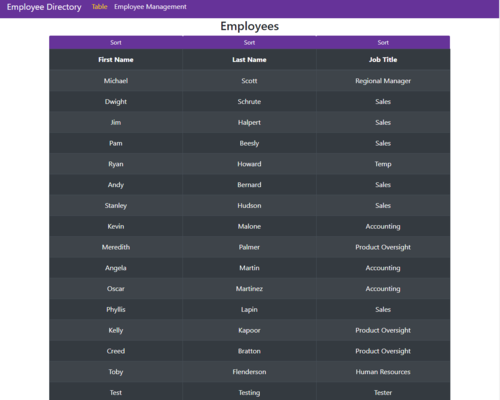 Employee Directory Table Employee Management
Employees
Sort Sort Sort
First Name Last Name Job Title
Michael Scott Regional Manager
Dwight Schrute Sales
Jim Halpert Sales
Pam Beesly Sales
Ryan Howard Temp
Andy Bernard Sales
Stanley Hudson Sales
Kevin Malone Accounting
Meredith Palmer Product Oversight
Angela Martin Accounting
Oscar Martinez Accounting
Phyllis Lapin Sales
Kelly Kapoor Product Oversight
Creed Bratton Product Oversight
Toby Flenderson Human Resources
Test Testing Tester